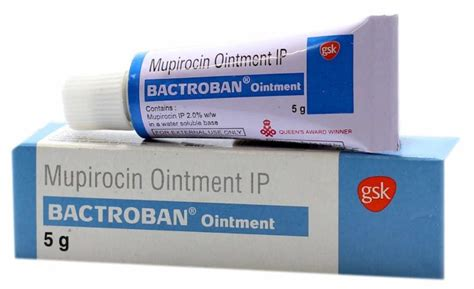 Mupirocin Ointment IP
gsk
BACTROBAN® Ointment
Contains :
Mupirocin IP 2.0% w/w
in a water soluble base
5 g
FOR EXTERNAL USE ONLY
QUEEN'S AWARD WINNER
Mupirocin Ointment IP
BACTROBAN® Ointment
gsk
5 g